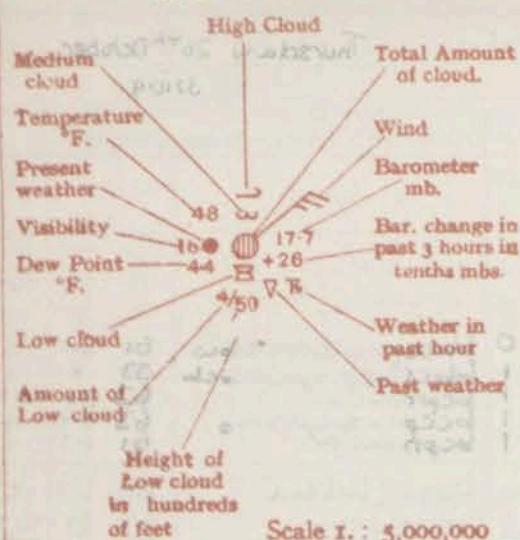 High Cloud
Medium
cloud
Total Amount
of cloud.
Temperature
°F.
Wind
Present
weather
Barometer
mb.
48
Visibility
16
17·7
Bar. change in
past 3 hours in
tenths mbs.
+26
Dew Point
°F.
44
4/50
Low cloud
Weather in
past hour
Amount of
Low cloud
Past weather
Height of
Low cloud
in hundreds
of feet
Scale 1. : 5,000,000